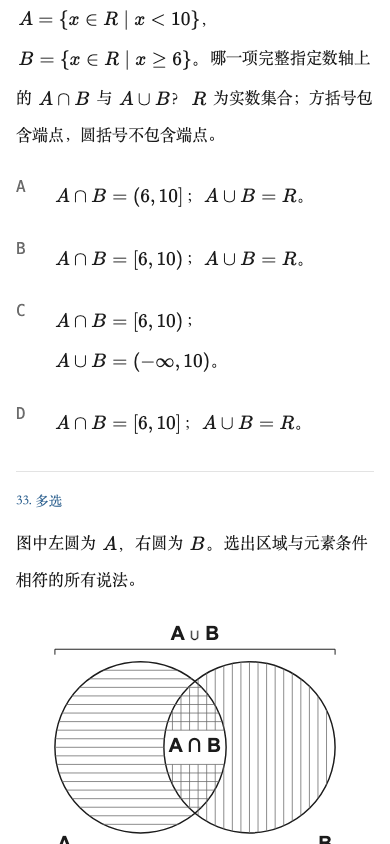 A = {x ∈ R | x < 10},
B = {x ∈ R | x ≥ 6}。哪一项完整指定数轴上
的 A ∩ B 与 A ∪ B? R 为实数集合；方括号包
含端点，圆括号不包含端点。
A
A ∩ B = (6, 10]；A ∪ B = R。
B
A ∩ B = [6, 10)；A ∪ B = R。
C
A ∩ B = [6, 10)；
A ∪ B = (−∞, 10)。
D
A ∩ B = [6, 10]；A ∪ B = R。
33. 多选
图中左圆为 A，右圆为 B。选出区域与元素条件
相符的所有说法。
A ∪ B
A ∩ B
A B